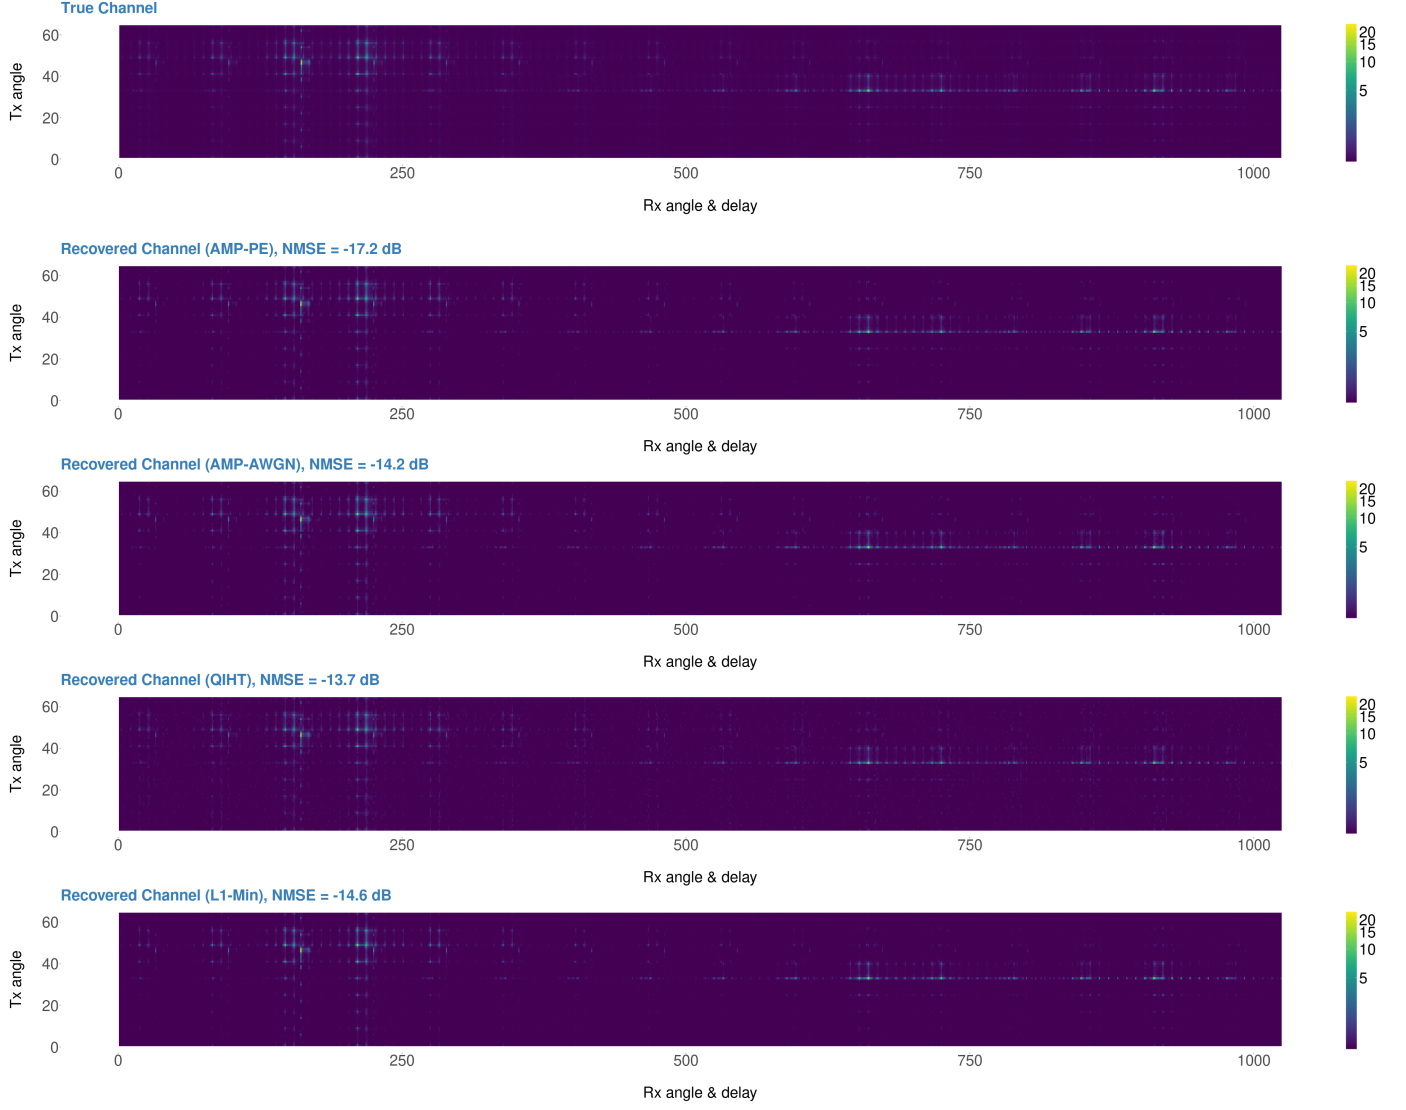 True Channel
60
40
20
0
Tx angle
0 250 500 750 1000
Rx angle & delay
20
15
10
5
Recovered Channel (AMP-PE), NMSE = -17.2 dB
60
40
20
0
Tx angle
0 250 500 750 1000
Rx angle & delay
20
15
10
5
Recovered Channel (AMP-AWGN), NMSE = -14.2 dB
60
40
20
0
Tx angle
0 250 500 750 1000
Rx angle & delay
20
15
10
5
Recovered Channel (QIHT), NMSE = -13.7 dB
60
40
20
0
Tx angle
0 250 500 750 1000
Rx angle & delay
20
15
10
5
Recovered Channel (L1-Min), NMSE = -14.6 dB
60
40
20
0
Tx angle
0 250 500 750 1000
Rx angle & delay
20
15
10
5